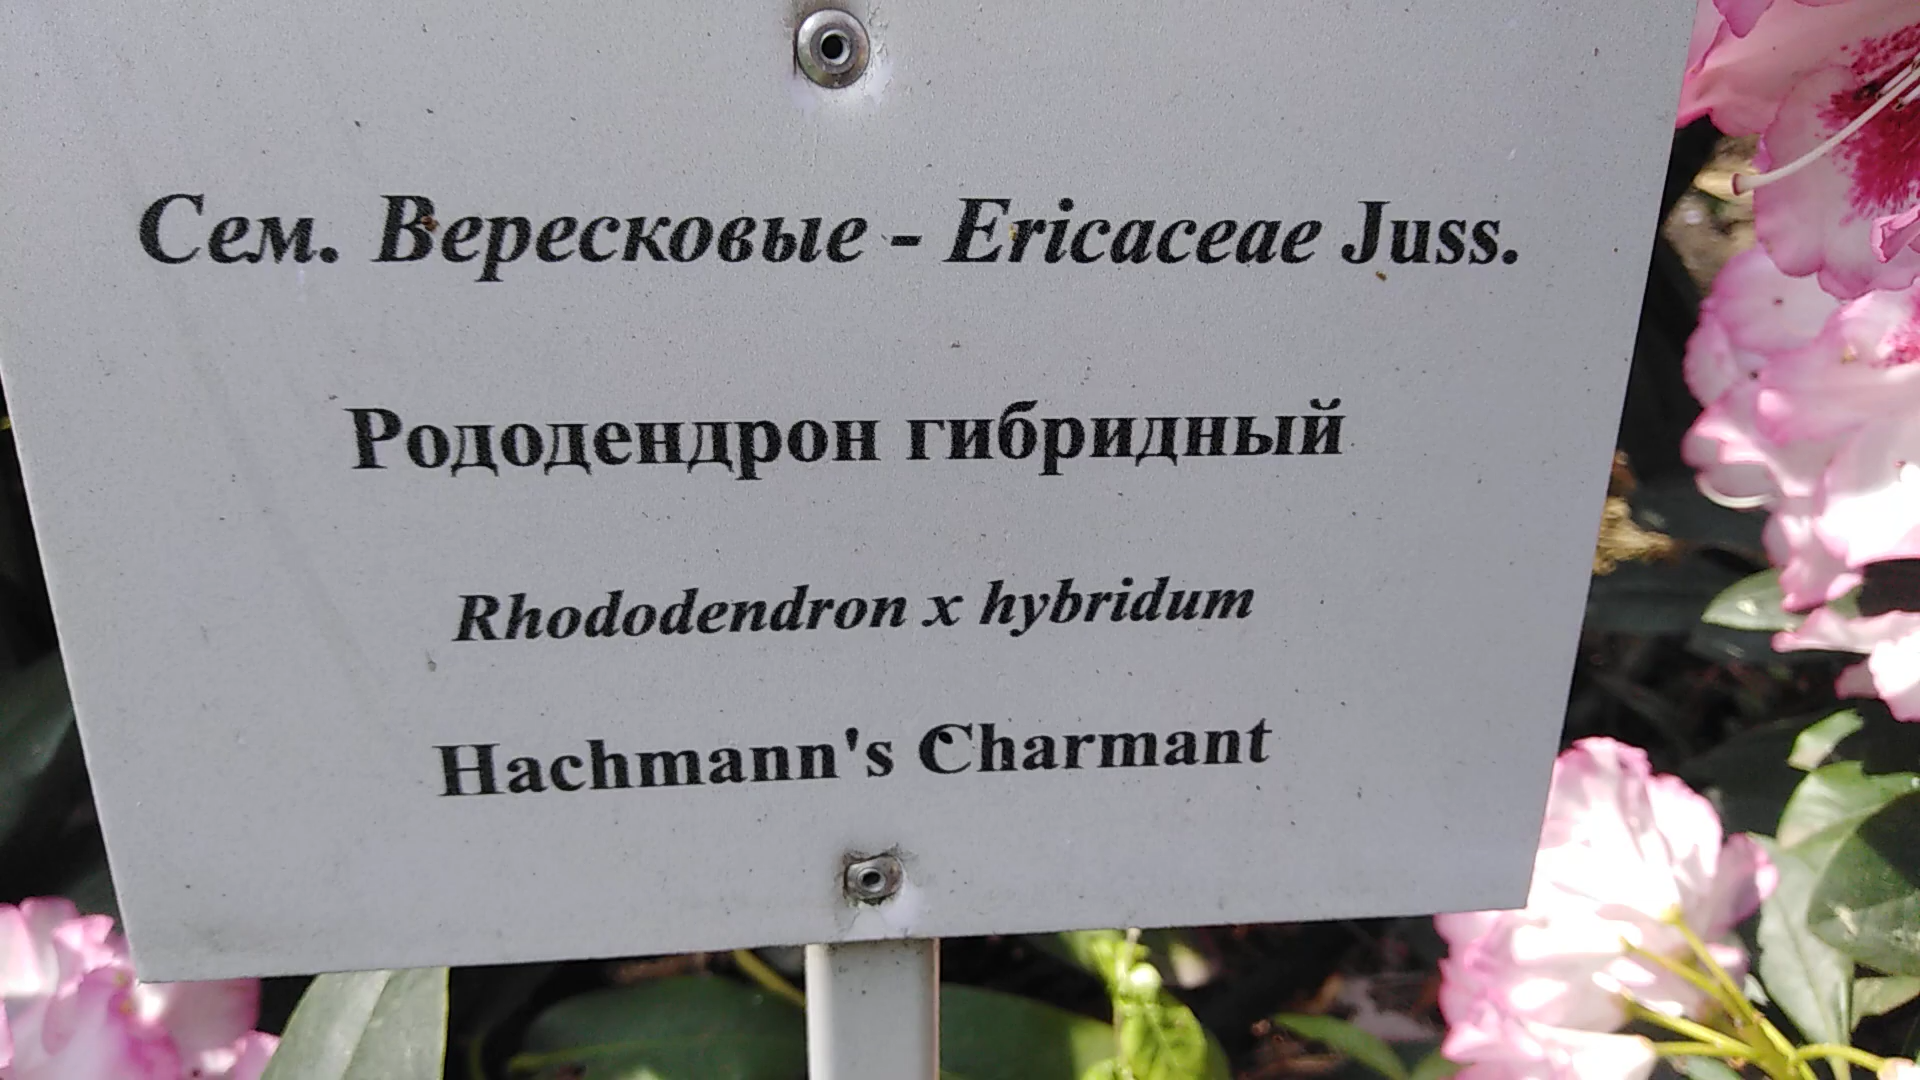 Сем. Вересковые - Ericaceae Juss.
Рододендрон гибридный
Rhododendron x hybridum
Hachmann's Charmant